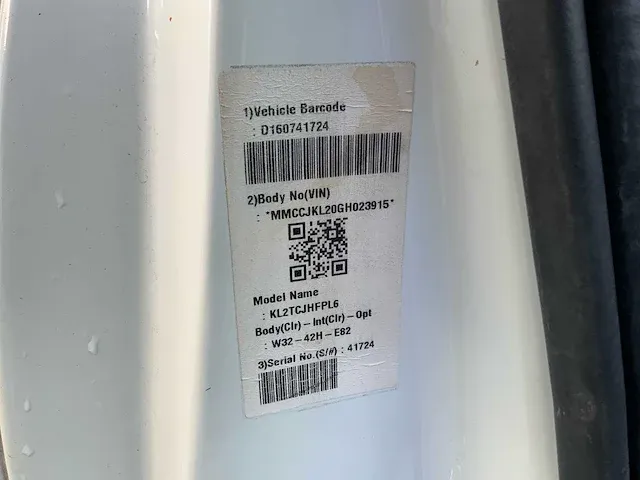 1)Vehicle Barcode
: D160741724
2)Body No(VIN)
: *MMCCJKL20GH023915*
Model Name
: KL2TCJHFPL6
Body(Clr)-Int(Clr)-Opt
: W32-42H-E82
3)Serial No.(S/#) : 41724